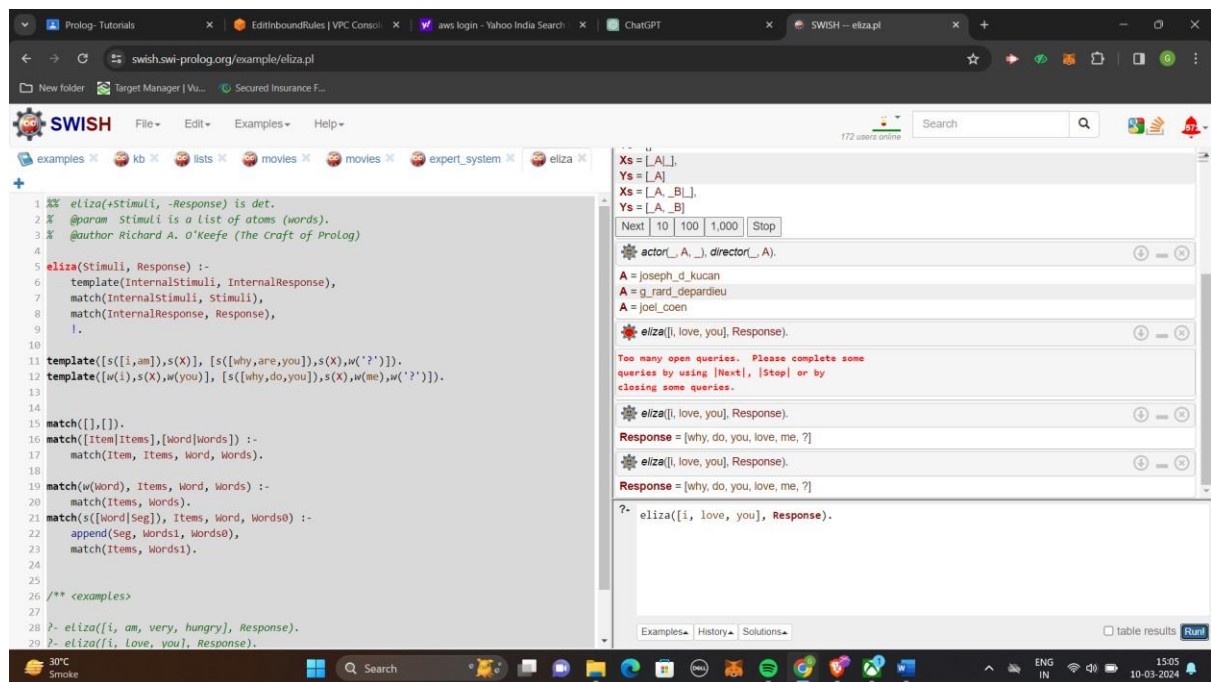 Prolog- Tutorials
EditInboundRules | VPC Consol
aws login - Yahoo India Search
ChatGPT
SWISH -- eliza.pl
swish.swi-prolog.org/example/eliza.pl
New folder Target Manager | Vu... Secured Insurance F...
SWISH File Edit Examples Help
172 users online
Search
examples kb lists movies movies expert_system eliza
1 %% eliza(+Stimuli, -Response) is det.
2 % @param Stimuli is a list of atoms (words).
3 % @author Richard A. O'Keefe (The Craft of Prolog)
4
5 eliza(Stimuli, Response) :-
6 template(InternalStimuli, InternalResponse),
7 match(InternalStimuli, Stimuli),
8 match(InternalResponse, Response),
9 !.
10
11 template([s([i,am]),s(X)], [s([why,are,you]),s(X),w('?')]).
12 template([w(i),s(X),w(you)], [s([why,do,you]),s(X),w(me),w('?')]).
13
14
15 match([],[]).
16 match([Item|Items],[Word|Words]) :-
17 match(Item, Items, Word, Words).
18
19 match(w(Word), Items, Word, Words) :-
20 match(Items, Words).
21 match(s([Word|Seg]), Items, Word, Words0) :-
22 append(Seg, Words1, Words0),
23 match(Items, Words1).
24
25
26 /** <examples>
27
28 ?- eliza([i, am, very, hungry], Response).
29 ?- eliza([i, love, you], Response).
Xs = [_A|_],
Ys = [_A]
Xs = [_A, _B|_],
Ys = [_A, _B]
Next 10 100 1,000 Stop
actor(_, A, _), director(_, A).
A = joseph_d_kucan
A = g_rard_depardieu
A = joel_coen
eliza([i, love, you], Response).
Too many open queries. Please complete some
queries by using |Next|, |Stop| or by
closing some queries.
eliza([i, love, you], Response).
Response = [why, do, you, love, me, ?]
eliza([i, love, you], Response).
Response = [why, do, you, love, me, ?]
?- eliza([i, love, you], Response).
Examples History Solutions
table results Run!
30°C
Smoke
Search
ENG
IN
15:05
10-03-2024